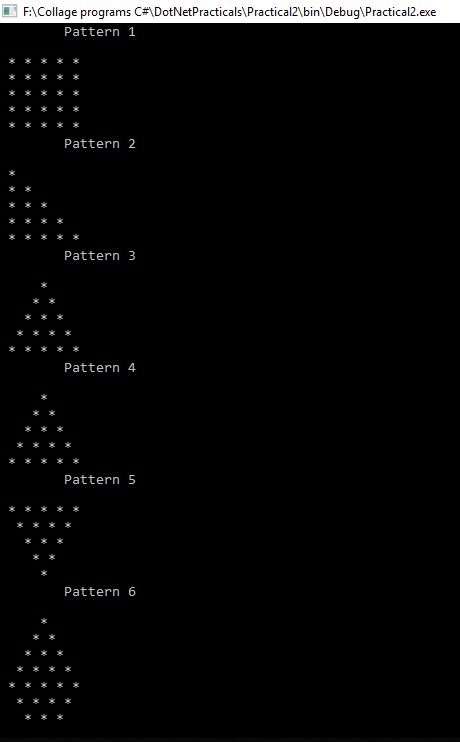 F:\Collage programs C#\DotNetPracticals\Practical2\bin\Debug\Practical2.exe
Pattern 1
* * * * *
* * * * *
* * * * *
* * * * *
* * * * *
Pattern 2
*
* *
* * *
* * * *
* * * * *
Pattern 3
*
* *
* * *
* * * *
* * * * *
Pattern 4
*
* *
* * *
* * * *
* * * * *
Pattern 5
* * * * *
* * * *
* * *
* *
*
Pattern 6
*
* *
* * *
* * * *
* * * * *
* * * *
* * *